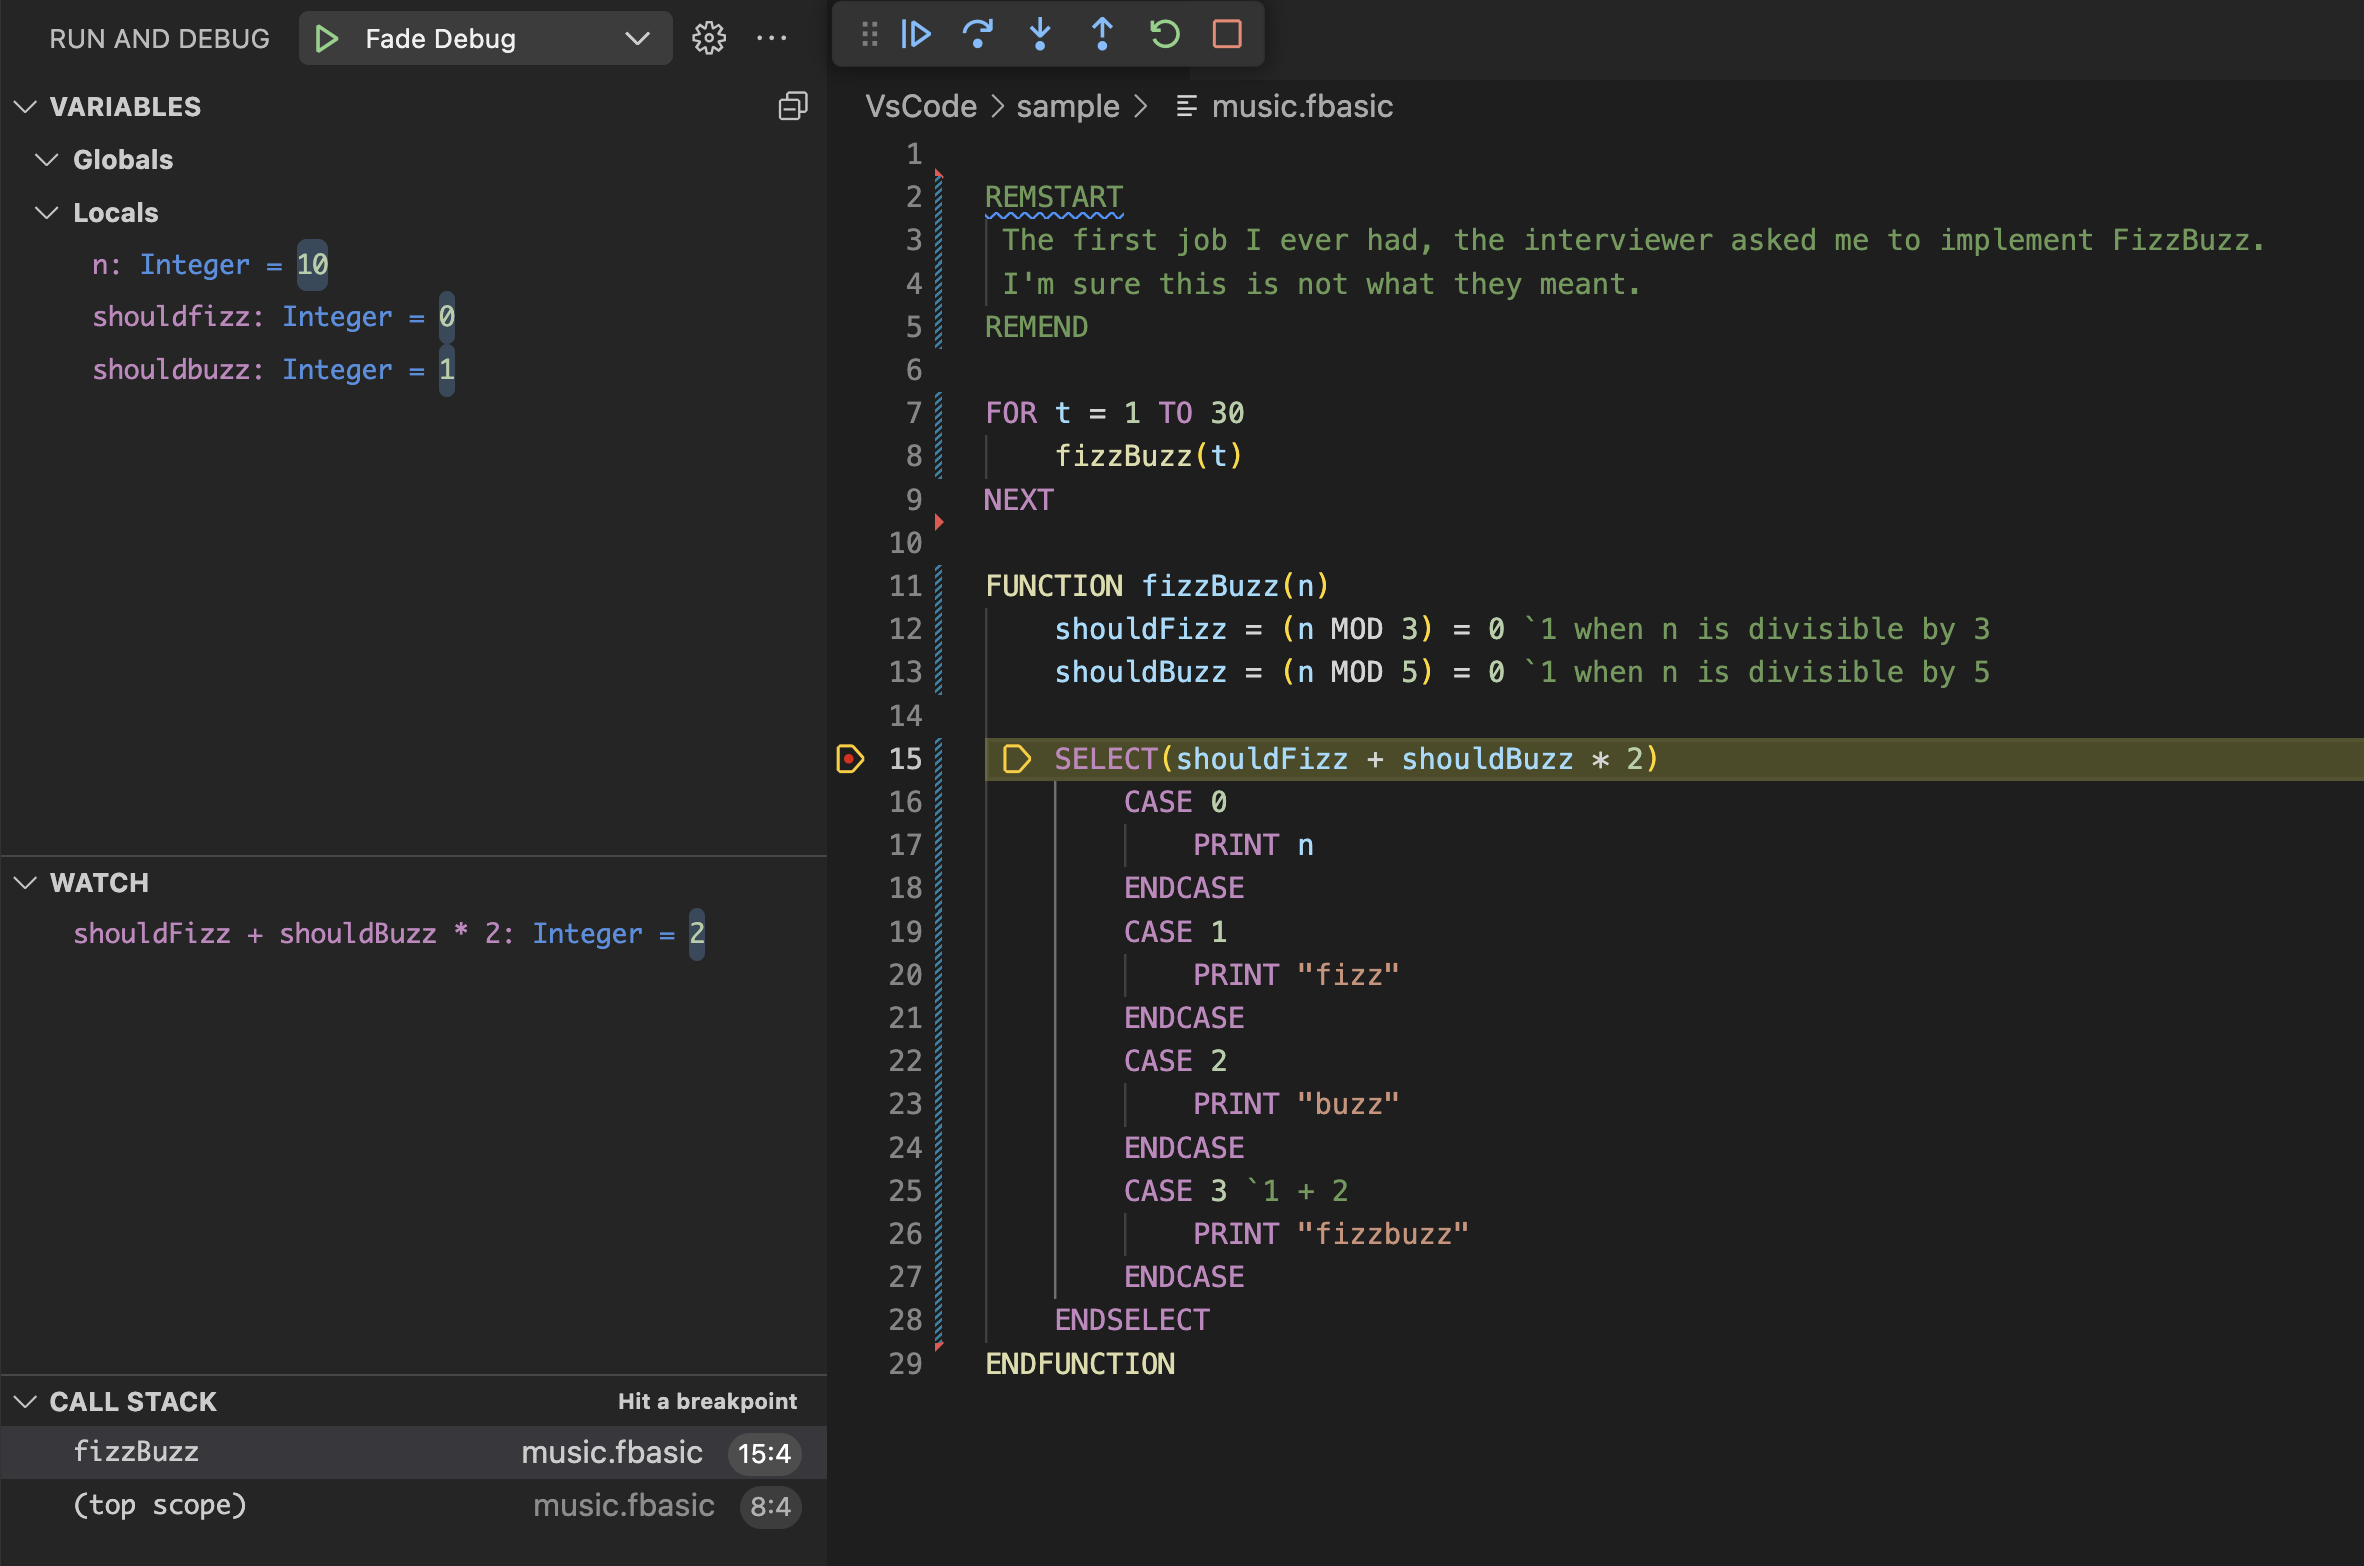 RUN AND DEBUG Fade Debug
VARIABLES
Globals
Locals
n: Integer = 10
shouldfizz: Integer = 0
shouldbuzz: Integer = 1
WATCH
shouldFizz + shouldBuzz * 2: Integer = 2
CALL STACK Hit a breakpoint
fizzBuzz music.fbasic 15:4
(top scope) music.fbasic 8:4
VsCode > sample > music.fbasic
1
2 REMSTART
3 The first job I ever had, the interviewer asked me to implement FizzBuzz.
4 I'm sure this is not what they meant.
5 REMEND
6
7 FOR t = 1 TO 30
8 fizzBuzz(t)
9 NEXT
10
11 FUNCTION fizzBuzz(n)
12 shouldFizz = (n MOD 3) = 0 `1 when n is divisible by 3
13 shouldBuzz = (n MOD 5) = 0 `1 when n is divisible by 5
14
15 SELECT(shouldFizz + shouldBuzz * 2)
16 CASE 0
17 PRINT n
18 ENDCASE
19 CASE 1
20 PRINT "fizz"
21 ENDCASE
22 CASE 2
23 PRINT "buzz"
24 ENDCASE
25 CASE 3 `1 + 2
26 PRINT "fizzbuzz"
27 ENDCASE
28 ENDSELECT
29 ENDFUNCTION